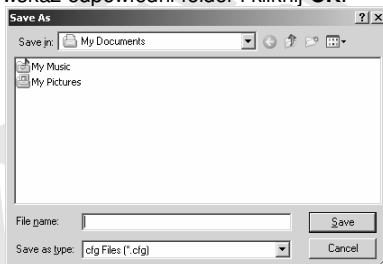 wskaż odpowiedni folder i kliknij OK.
Save As
Save in: My Documents
My Music
My Pictures
File name:
Save
Save as type: cfg Files (*.cfg)
Cancel